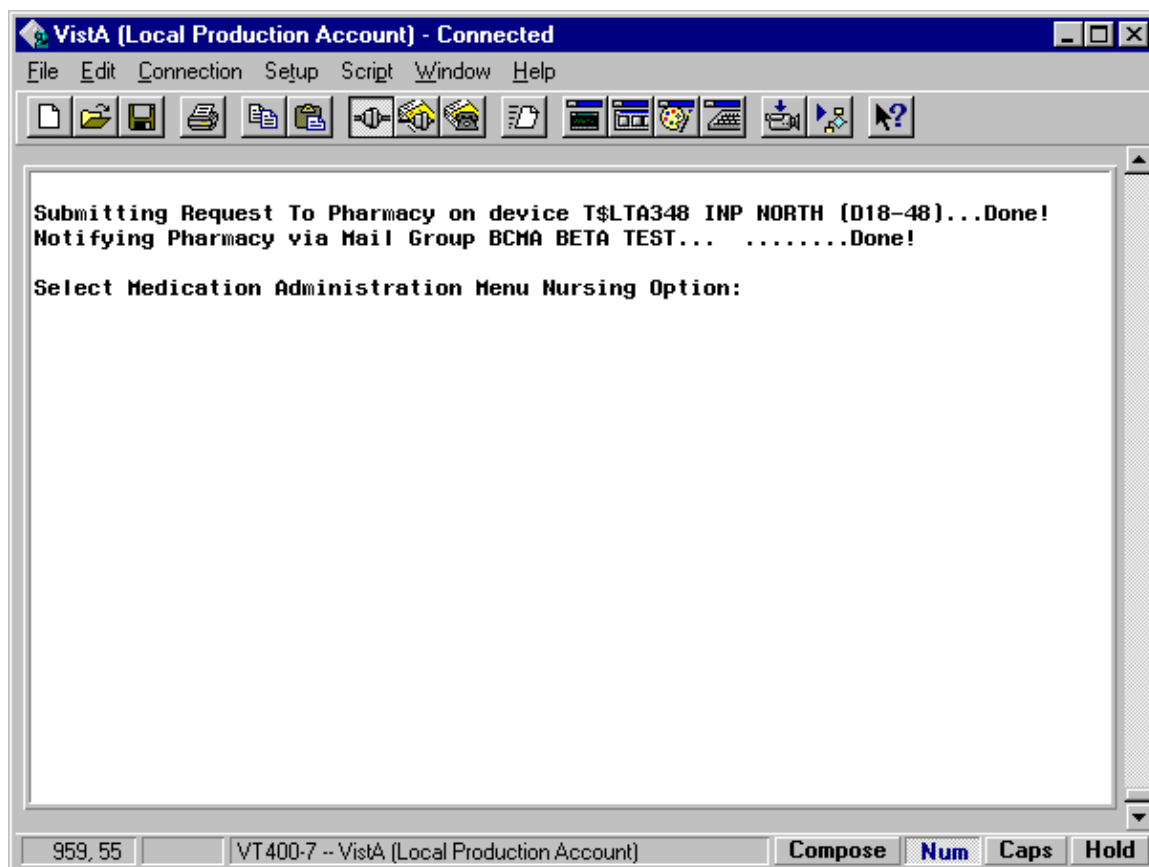 VistA (Local Production Account) - Connected
File Edit Connection Setup Script Window Help
Submitting Request To Pharmacy on device T$LTA348 INP NORTH (D18-48)...Done!
Notifying Pharmacy via Mail Group BCMA BETA TEST... ........Done!
Select Medication Administration Menu Nursing Option:
959, 55 VT400-7 -- VistA (Local Production Account) Compose Num Caps Hold